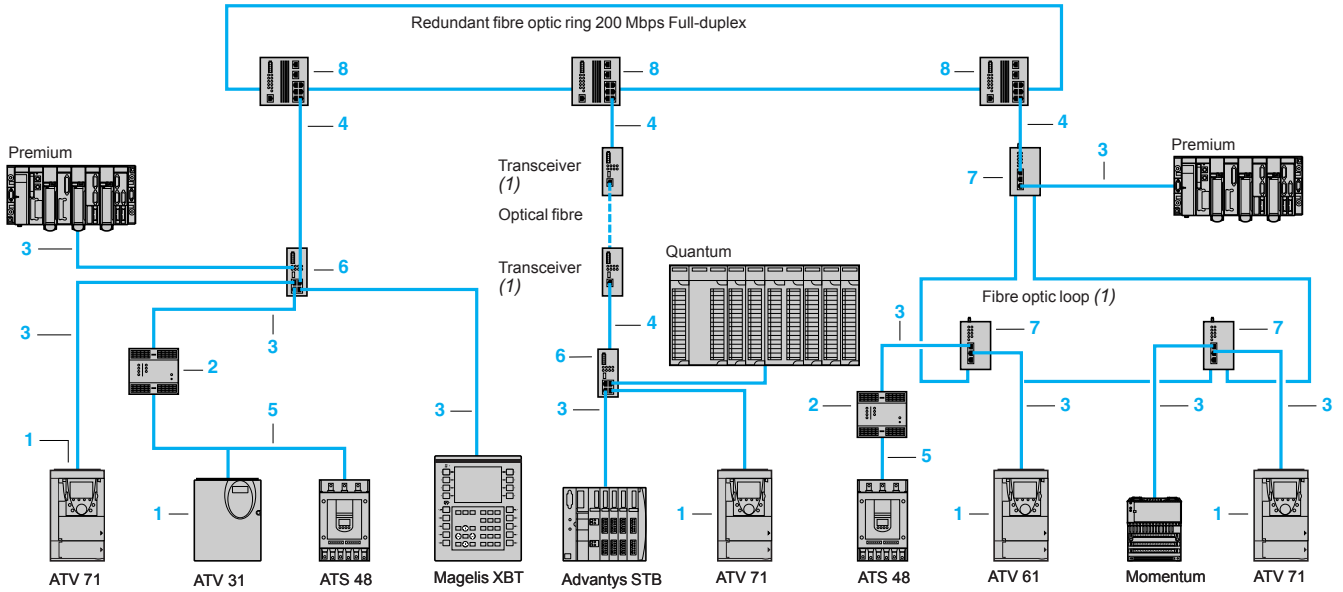 Redundant fibre optic ring 200 Mbps Full-duplex
8
8
8
4
4
4
Premium
Transceiver
(1)
Optical fibre
3
Premium
7
3
6
Transceiver
(1)
Quantum
Fibre optic loop (1)
3
3
4
3
7
7
2
6
5
3
3
2
3
3
3
1
5
1
1
1
1
ATV 71
ATV 31
ATS 48
Magelis XBT
Advantys STB
ATV 71
ATS 48
ATV 61
Momentum
ATV 71